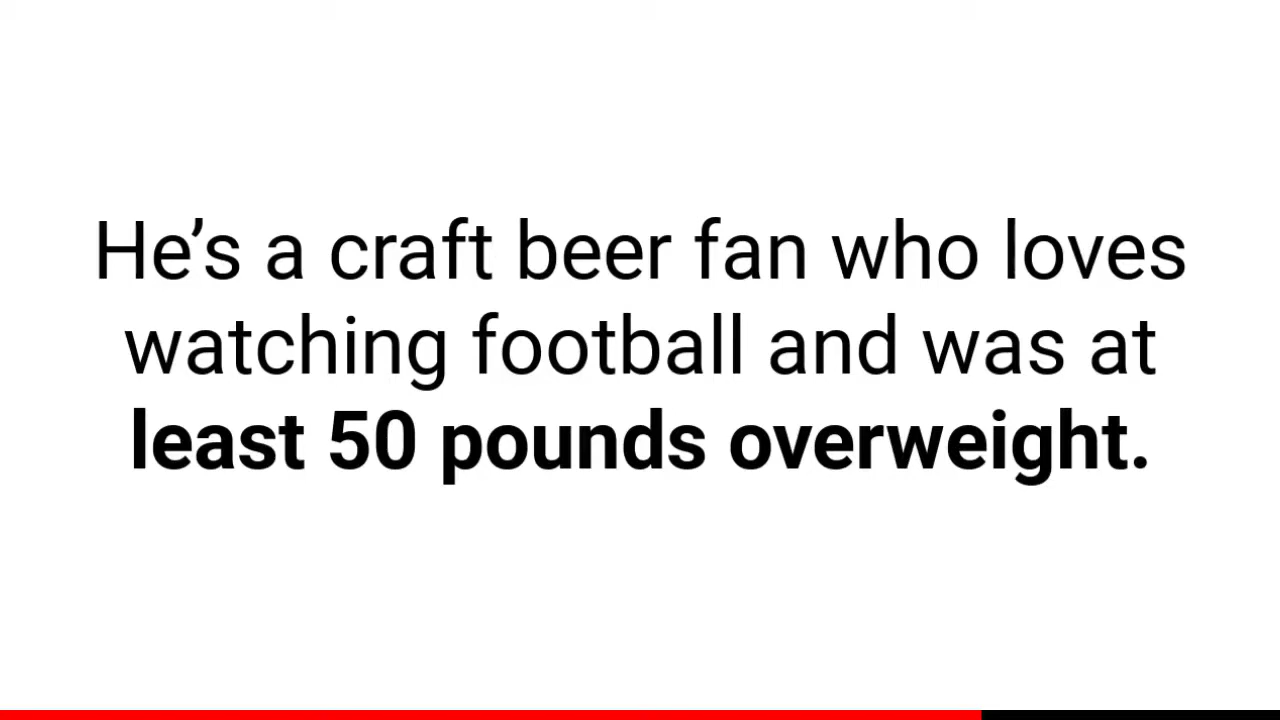 He’s a craft beer fan who loves
watching football and was at
least 50 pounds overweight.